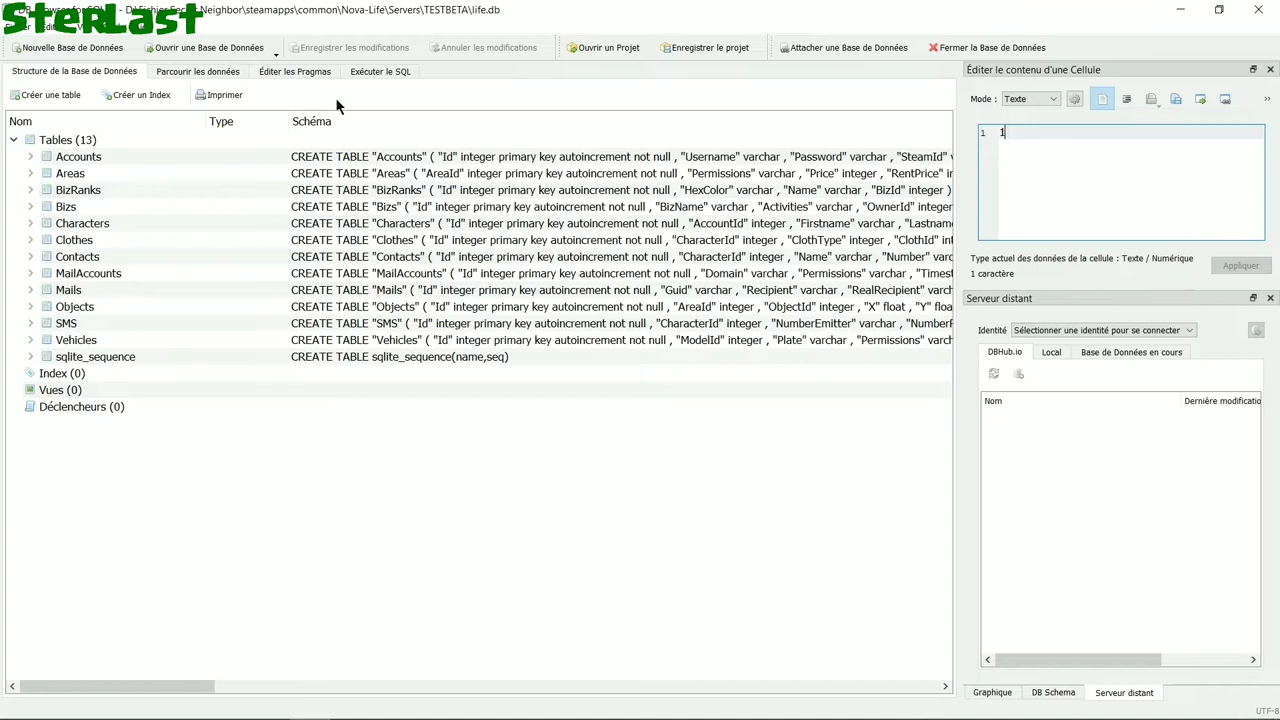 SterLast
DB Browser for SQL - D:\Fichier Secret Neighbor\steamapps\common\Nova-Life\Servers\TESTBETA\life.db
Nouvelle Base de Données
Ouvrir une Base de Données
Enregistrer les modifications
Annuler les modifications
Ouvrir un Projet
Enregistrer le projet
Attacher une Base de Données
Fermer la Base de Données
Structure de la Base de Données
Parcourir les données
Éditer les Pragmas
Exécuter le SQL
Créer une table
Créer un Index
Imprimer
Nom Type Schéma
Tables (13)
Accounts CREATE TABLE "Accounts" ( "Id" integer primary key autoincrement not null , "Username" varchar , "Password" varchar , "SteamId" v
Areas CREATE TABLE "Areas" ( "AreaId" integer primary key autoincrement not null , "Permissions" varchar , "Price" integer , "RentPrice" in
BizRanks CREATE TABLE "BizRanks" ( "Id" integer primary key autoincrement not null , "HexColor" varchar , "Name" varchar , "BizId" integer )
Bizs CREATE TABLE "Bizs" ( "Id" integer primary key autoincrement not null , "BizName" varchar , "Activities" varchar , "OwnerId" integer
Characters CREATE TABLE "Characters" ( "Id" integer primary key autoincrement not null , "AccountId" integer , "Firstname" varchar , "Lastnam
Clothes CREATE TABLE "Clothes" ( "Id" integer primary key autoincrement not null , "CharacterId" integer , "ClothType" integer , "ClothId" int
Contacts CREATE TABLE "Contacts" ( "Id" integer primary key autoincrement not null , "CharacterId" integer , "Name" varchar , "Number" varc
MailAccounts CREATE TABLE "MailAccounts" ( "Id" integer primary key autoincrement not null , "Domain" varchar , "Permissions" varchar , "Timest
Mails CREATE TABLE "Mails" ( "Id" integer primary key autoincrement not null , "Guid" varchar , "Recipient" varchar , "RealRecipient" varc
Objects CREATE TABLE "Objects" ( "Id" integer primary key autoincrement not null , "AreaId" integer , "ObjectId" integer , "X" float , "Y" floa
SMS CREATE TABLE "SMS" ( "Id" integer primary key autoincrement not null , "CharacterId" integer , "NumberEmitter" varchar , "NumberF
Vehicles CREATE TABLE "Vehicles" ( "Id" integer primary key autoincrement not null , "ModelId" integer , "Plate" varchar , "Permissions" varch
sqlite_sequence CREATE TABLE sqlite_sequence(name,seq)
Index (0)
Vues (0)
Déclencheurs (0)
Éditer le contenu d'une Cellule
Mode : Texte
1 1
Type actuel des données de la cellule : Texte / Numérique
1 caractère
Appliquer
Serveur distant
Identité Sélectionner une identité pour se connecter
DBHub.io
Local
Base de Données en cours
Nom Dernière modificatio
Graphique
DB Schema
Serveur distant
UTF-8